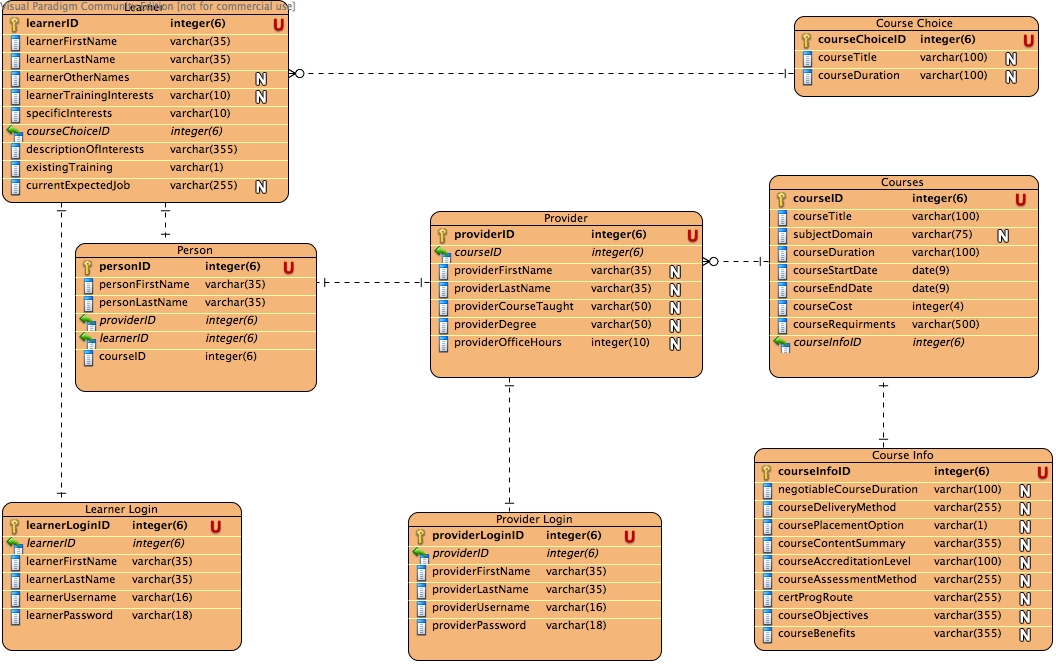 Visual Paradigm Community Edition [not for commercial use]
Learner
learnerID integer(6) U
learnerFirstName varchar(35)
learnerLastName varchar(35)
learnerOtherNames varchar(35) N
learnerTrainingInterests varchar(10) N
specificInterests varchar(10)
courseChoiceID integer(6)
descriptionOfInterests varchar(355)
existingTraining varchar(1)
currentExpectedJob varchar(255) N
Course Choice
courseChoiceID integer(6) U
courseTitle varchar(100) N
courseDuration varchar(100) N
Person
personID integer(6) U
personFirstName varchar(35)
personLastName varchar(35)
providerID integer(6)
learnerID integer(6)
courseID integer(6)
Provider
providerID integer(6) U
courseID integer(6)
providerFirstName varchar(35) N
providerLastName varchar(35) N
providerCourseTaught varchar(50) N
providerDegree varchar(50) N
providerOfficeHours integer(10) N
Courses
courseID integer(6) U
courseTitle varchar(100)
subjectDomain varchar(75) N
courseDuration varchar(100)
courseStartDate date(9)
courseEndDate date(9)
courseCost integer(4)
courseRequirments varchar(500)
courseInfoID integer(6)
Learner Login
learnerLoginID integer(6) U
learnerID integer(6)
learnerFirstName varchar(35)
learnerLastName varchar(35)
learnerUsername varchar(16)
learnerPassword varchar(18)
Provider Login
providerLoginID integer(6) U
providerID integer(6)
providerFirstName varchar(35)
providerLastName varchar(35)
providerUsername varchar(16)
providerPassword varchar(18)
Course Info
courseInfoID integer(6) U
negotiableCourseDuration varchar(100) N
courseDeliveryMethod varchar(255) N
coursePlacementOption varchar(1) N
courseContentSummary varchar(355) N
courseAccreditationLevel varchar(100) N
courseAssessmentMethod varchar(255) N
certProgRoute varchar(255) N
courseObjectives varchar(355) N
courseBenefits varchar(355) N